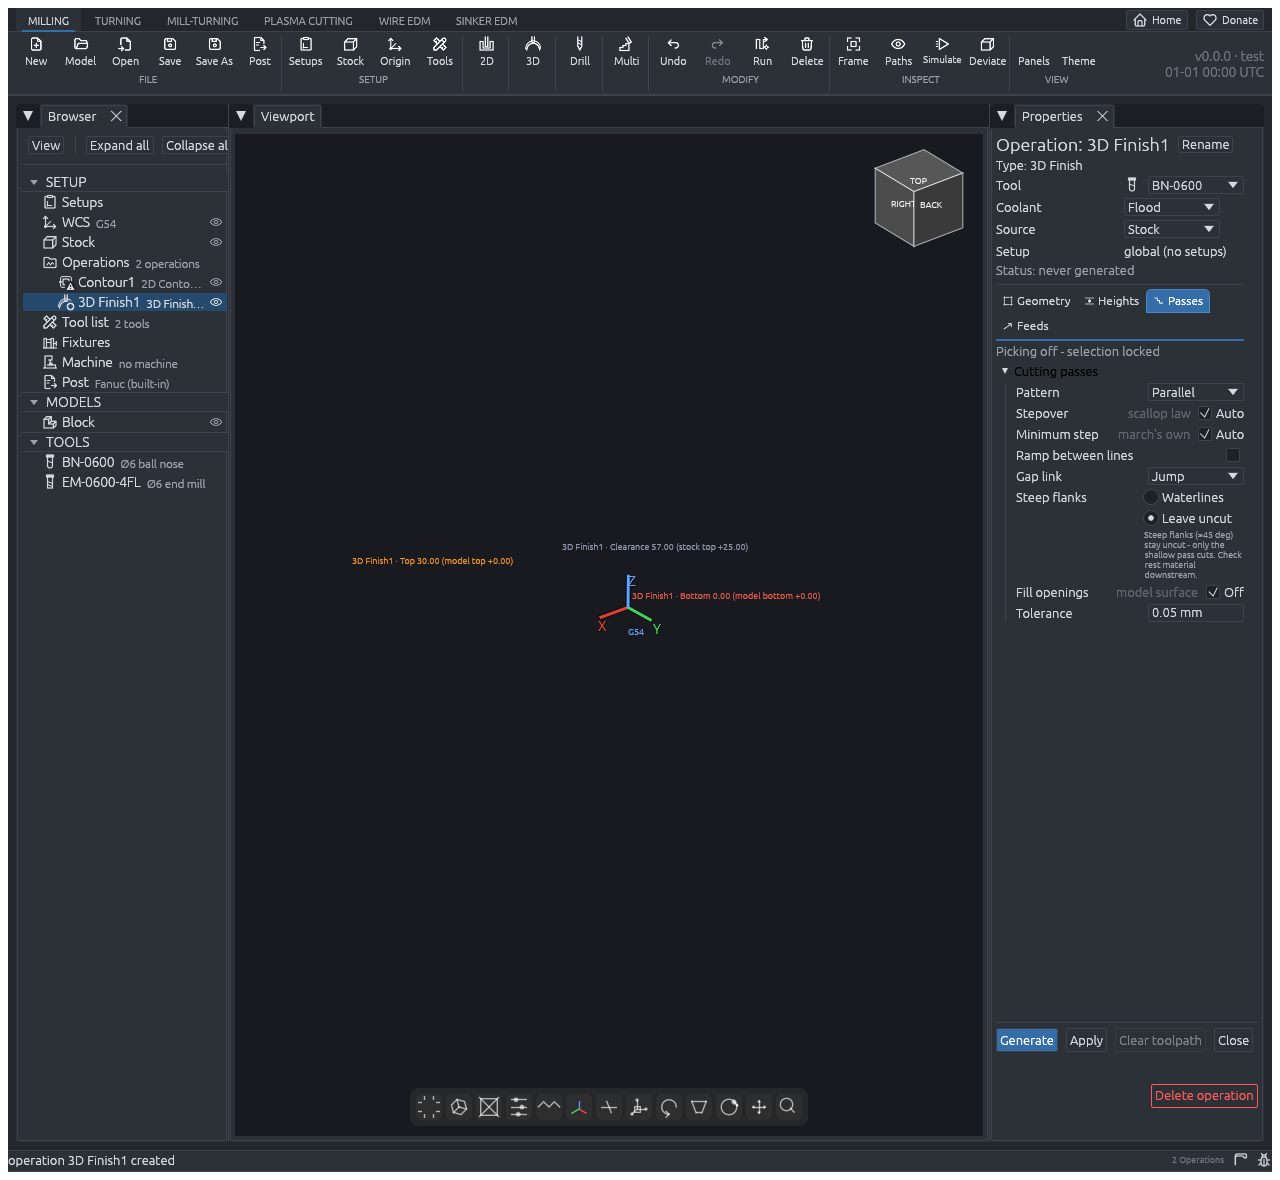 MILLING TURNING MILL-TURNING PLASMA CUTTING WIRE EDM SINKER EDM Home Donate
New Model Open Save Save As Post Setups Stock Origin Tools 2D 3D Drill Multi Undo Redo Run Delete Frame Paths Simulate Deviate Panels Theme
FILE SETUP MODIFY INSPECT VIEW
v0.0.0 · test
01-01 00:00 UTC
Browser
View Expand all Collapse al
SETUP
Setups
WCS G54
Stock
Operations 2 operations
Contour1 2D Conto...
3D Finish1 3D Finish...
Tool list 2 tools
Fixtures
Machine no machine
Post Fanuc (built-in)
MODELS
Block
TOOLS
BN-0600 Ø6 ball nose
EM-0600-4FL Ø6 end mill
Viewport
TOP
RIGHT BACK
3D Finish1 · Clearance 57.00 (stock top +25.00)
3D Finish1 · Top 30.00 (model top +0.00)
Z
3D Finish1 · Bottom 0.00 (model bottom +0.00)
X G54 Y
Properties
Operation: 3D Finish1 Rename
Type: 3D Finish
Tool BN-0600
Coolant Flood
Source Stock
Setup global (no setups)
Status: never generated
Geometry Heights Passes
Feeds
Picking off - selection locked
Cutting passes
Pattern Parallel
Stepover scallop law Auto
Minimum step march's own Auto
Ramp between lines
Gap link Jump
Steep flanks Waterlines
Leave uncut
Steep flanks (≥45 deg)
stay uncut - only the
shallow pass cuts. Check
rest material
downstream.
Fill openings model surface Off
Tolerance 0.05 mm
Generate Apply Clear toolpath Close
Delete operation
operation 3D Finish1 created
2 Operations